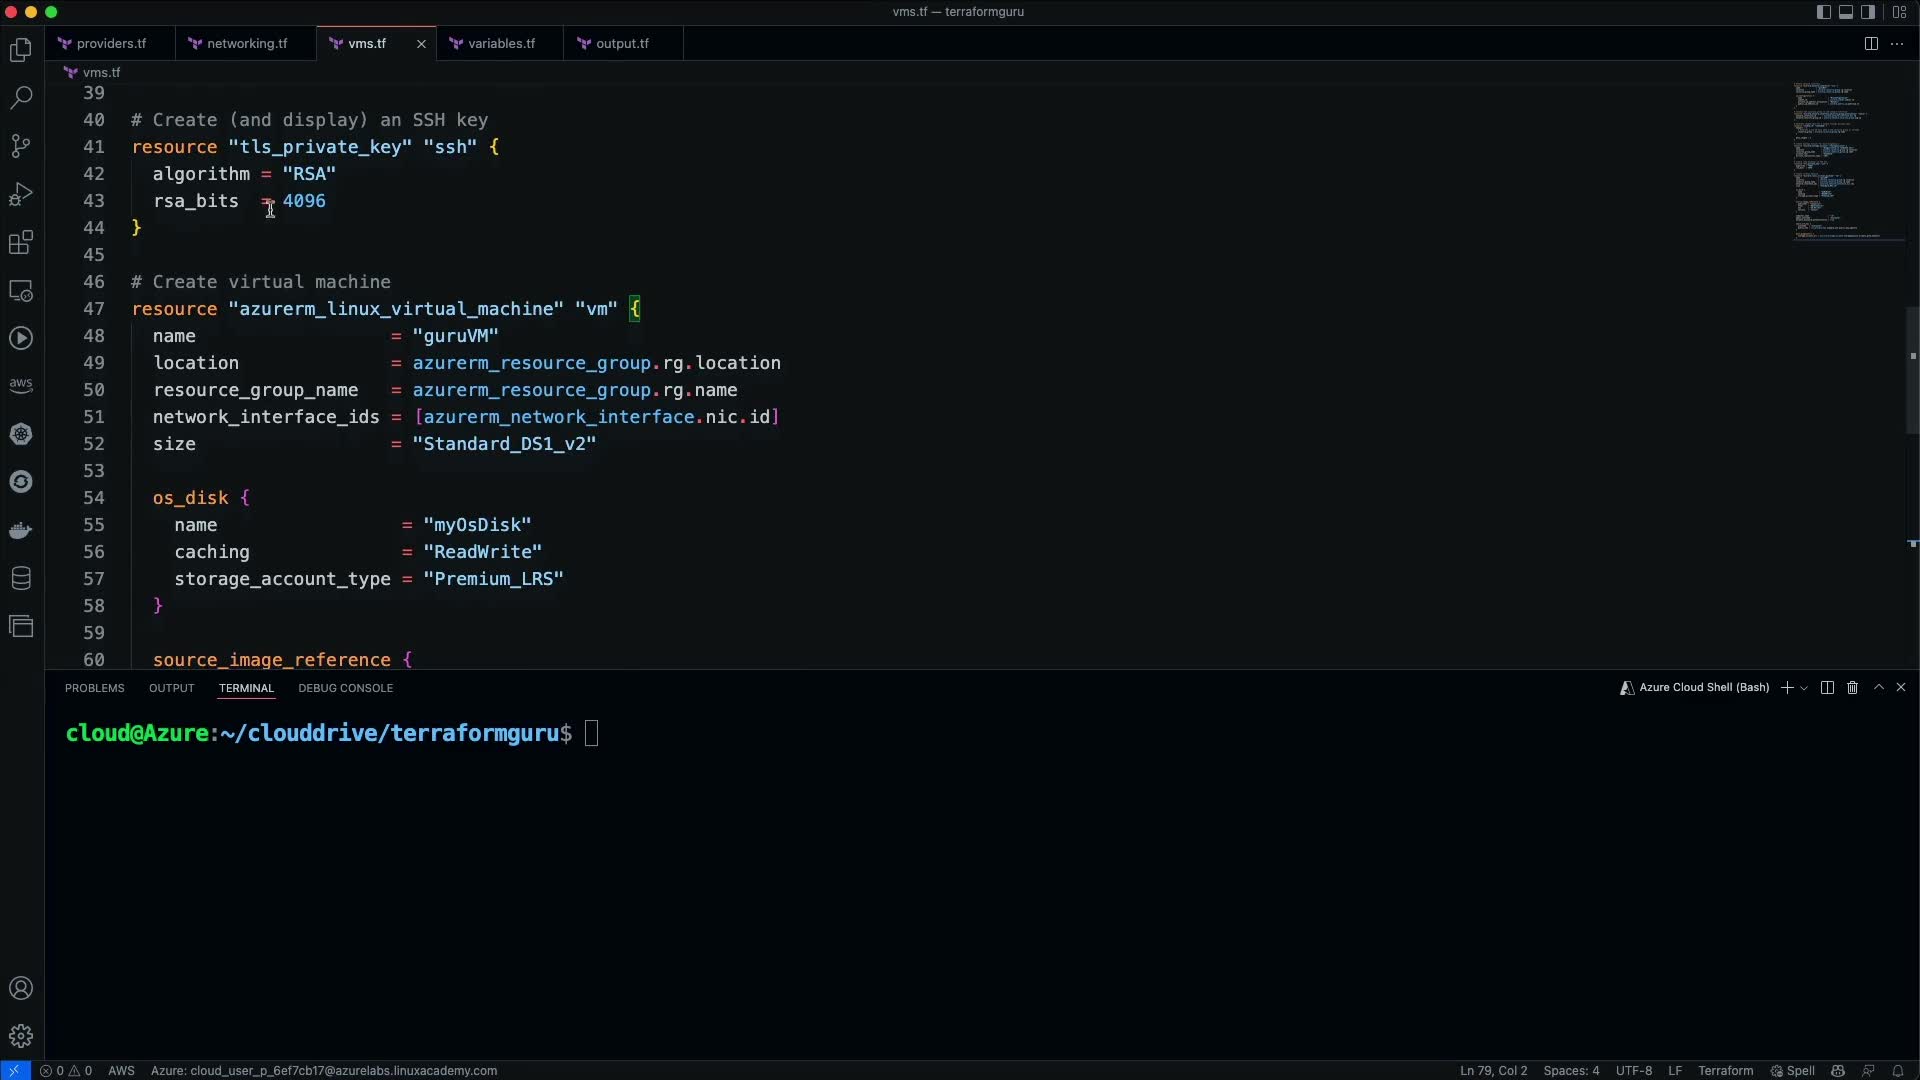 vms.tf — terraformguru
providers.tf
networking.tf
vms.tf
variables.tf
output.tf
vms.tf
39
40 # Create (and display) an SSH key
41 resource "tls_private_key" "ssh" {
42 algorithm = "RSA"
43 rsa_bits = 4096
44 }
45
46 # Create virtual machine
47 resource "azurerm_linux_virtual_machine" "vm" {
48 name = "guruVM"
49 location = azurerm_resource_group.rg.location
50 resource_group_name = azurerm_resource_group.rg.name
51 network_interface_ids = [azurerm_network_interface.nic.id]
52 size = "Standard_DS1_v2"
53
54 os_disk {
55 name = "myOsDisk"
56 caching = "ReadWrite"
57 storage_account_type = "Premium_LRS"
58 }
59
60 source_image_reference {
aws
PROBLEMS OUTPUT TERMINAL DEBUG CONSOLE
Azure Cloud Shell (Bash)
cloud@Azure:~/clouddrive/terraformguru$
0 0 AWS Azure: cloud_user_p_6ef7cb17@azurelabs.linuxacademy.com
Ln 79, Col 2 Spaces: 4 UTF-8 LF Terraform Spell